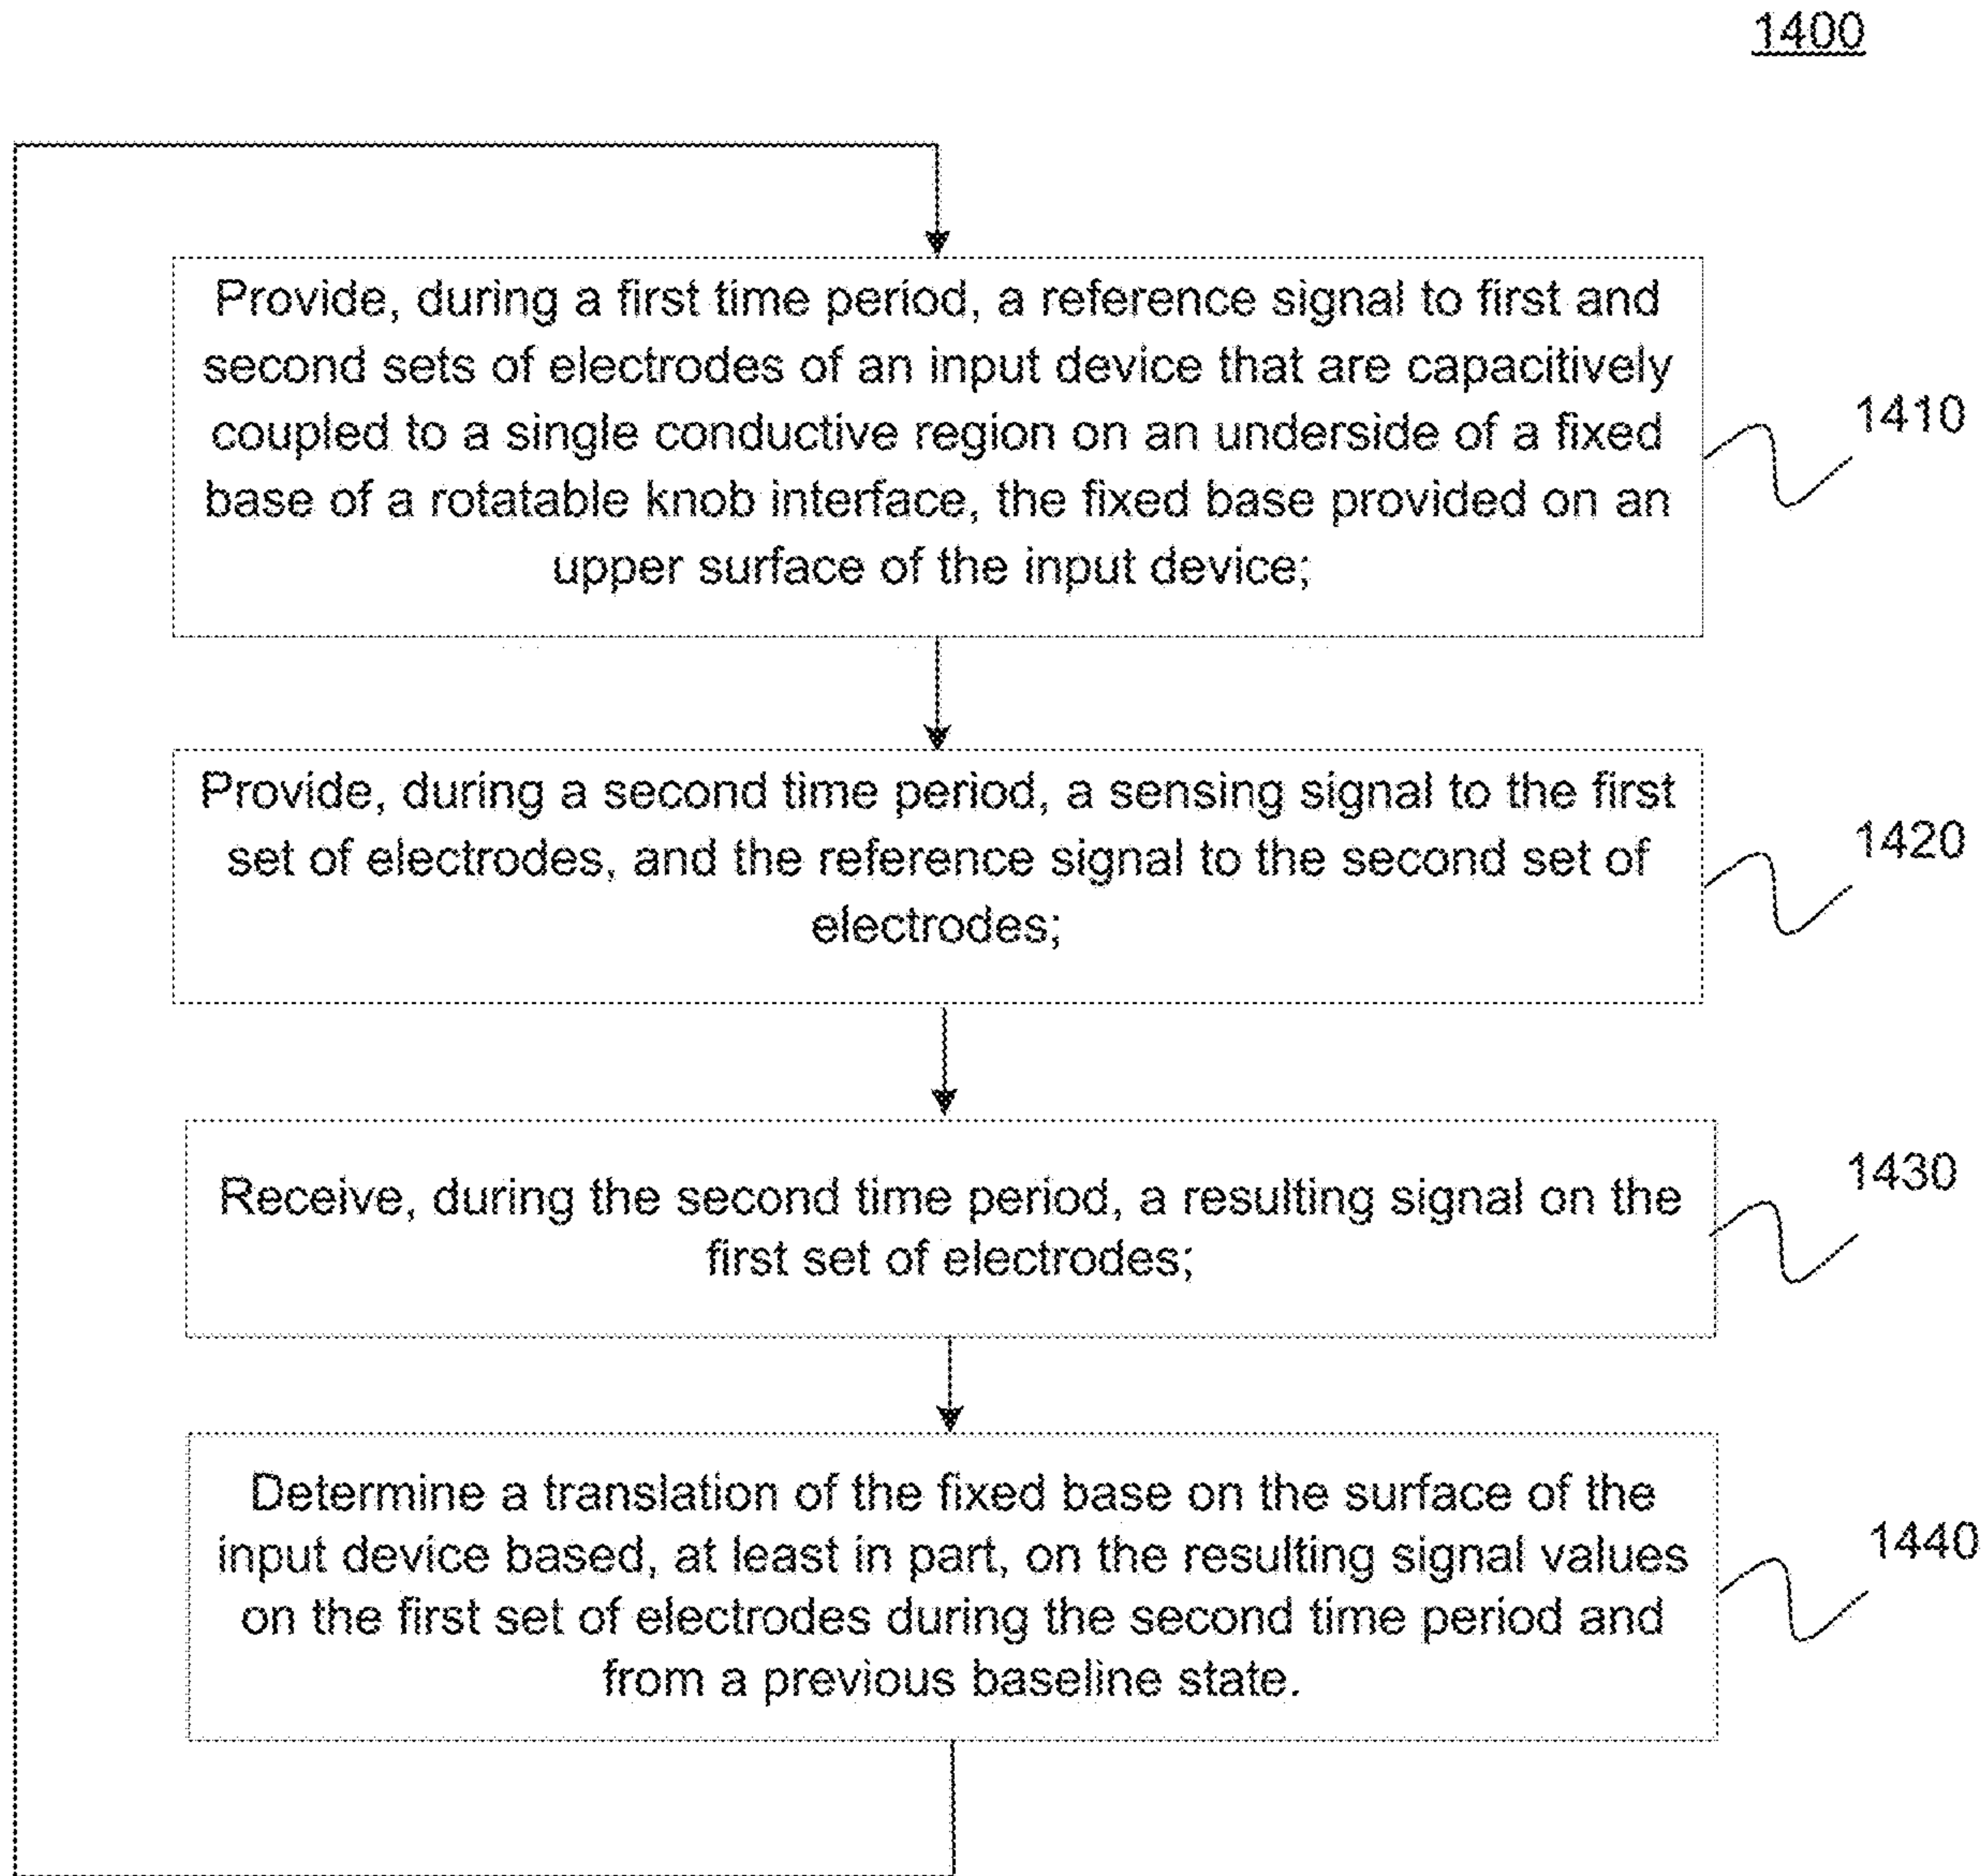 1400
Provide, during a first time period, a reference signal to first and
second sets of electrodes of an input device that are capacitively
coupled to a single conductive region on an underside of a fixed
base of a rotatable knob interface, the fixed base provided on an
upper surface of the input device;
1410
Provide, during a second time period, a sensing signal to the first
set of electrodes, and the reference signal to the second set of
electrodes;
1420
Receive, during the second time period, a resulting signal on the
first set of electrodes;
1430
Determine a translation of the fixed base on the surface of the
input device based, at least in part, on the resulting signal values
on the first set of electrodes during the second time period and
from a previous baseline state.
1440